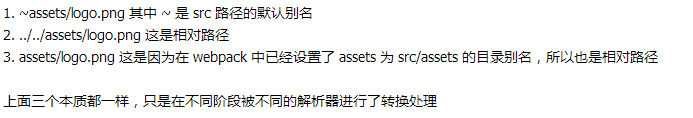 1. ~assets/logo.png 其中 ~ 是 src 路径的默认别名
2. ../../assets/logo.png 这是相对路径
3. assets/logo.png 这是因为在 webpack 中已经设置了 assets 为 src/assets 的目录别名，所以也是相对路径
上面三个本质都一样，只是在不同阶段被不同的解析器进行了转换处理